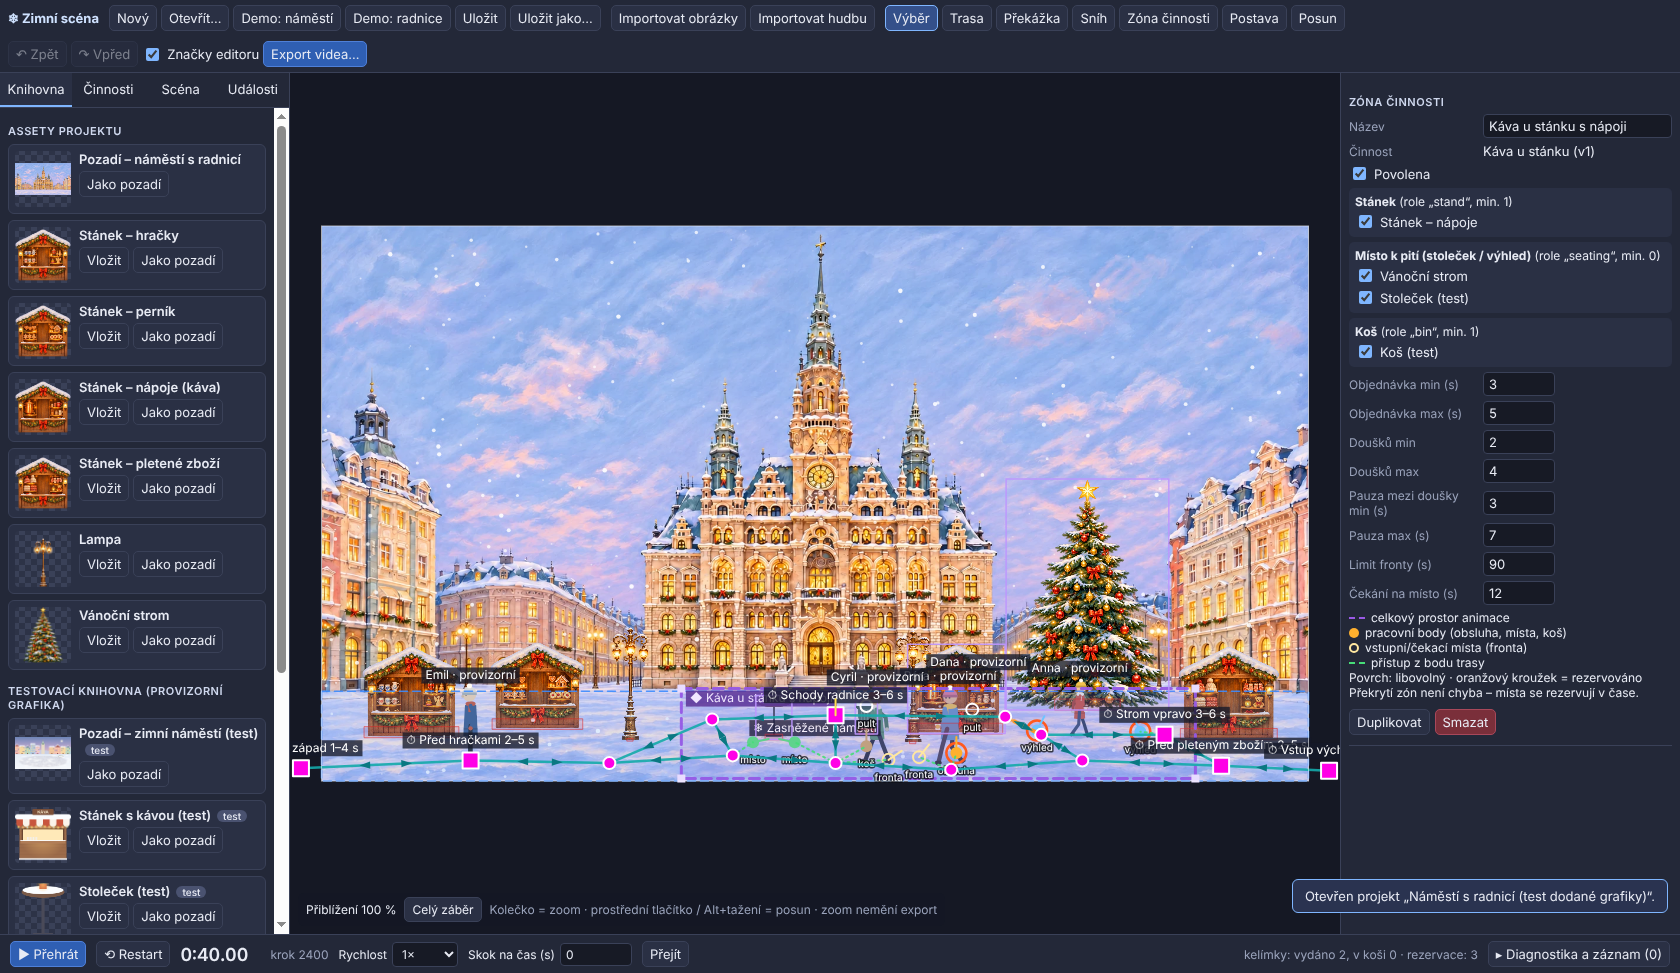 ❄ Zimní scéna Nový Otevřít... Demo: náměstí Demo: radnice Uložit Uložit jako... Importovat obrázky Importovat hudbu Výběr Trasa Překážka Sníh Zóna činnosti Postava Posun
↶ Zpět ↷ Vpřed Značky editoru Export videa...
Knihovna Činnosti Scéna Události
ASSETY PROJEKTU
Pozadí – náměstí s radnicí
Jako pozadí
Stánek – hračky
Vložit Jako pozadí
Stánek – perník
Vložit Jako pozadí
Stánek – nápoje (káva)
Vložit Jako pozadí
Stánek – pletené zboží
Vložit Jako pozadí
Lampa
Vložit Jako pozadí
Vánoční strom
Vložit Jako pozadí
TESTOVACÍ KNIHOVNA (PROVIZORNÍ
GRAFIKA)
Pozadí – zimní náměstí (test)
test
Jako pozadí
Stánek s kávou (test) test
Vložit Jako pozadí
Stoleček (test) test
Vložit Jako pozadí
Dana · provizorní
Emil · provizorní Cyril · provizorní · provizorní Anna · provizorní
◆ Káva u stá ⏱ Schody radnice 3–6 s
⏱ Strom vpravo 3–6 s
pult pult
❄ Zasněžené nám
⏱ Před hračkami 2–5 s
západ 1–4 s výhled ⏱ Před pleteným zbožím ⏱ Vstup vých
místo místo koš
fronta fronta
Přiblížení 100 % Celý záběr Kolečko = zoom · prostřední tlačítko / Alt+tažení = posun · zoom nemění export
ZÓNA ČINNOSTI
Název Káva u stánku s nápoji
Činnost Káva u stánku (v1)
Povolena
Stánek (role „stand“, min. 1)
Stánek – nápoje
Místo k pití (stoleček / výhled) (role „seating“, min. 0)
Vánoční strom
Stoleček (test)
Koš (role „bin“, min. 1)
Koš (test)
Objednávka min (s) 3
Objednávka max (s) 5
Doušků min 2
Doušků max 4
Pauza mezi doušky
min (s) 3
Pauza max (s) 7
Limit fronty (s) 90
Čekání na místo (s) 12
celkový prostor animace
pracovní body (obsluha, místa, koš)
vstupní/čekací místa (fronta)
přístup z bodu trasy
Povrch: libovolný · oranžový kroužek = rezervováno
Překrytí zón není chyba – místa se rezervují v čase.
Duplikovat Smazat
Otevřen projekt „Náměstí s radnicí (test dodané grafiky)“.
▶ Přehrát ⟲ Restart 0:40.00 krok 2400 Rychlost 1× Skok na čas (s) 0 Přejít kelímky: vydáno 2, v koši 0 · rezervace: 3 ▸ Diagnostika a záznam (0)